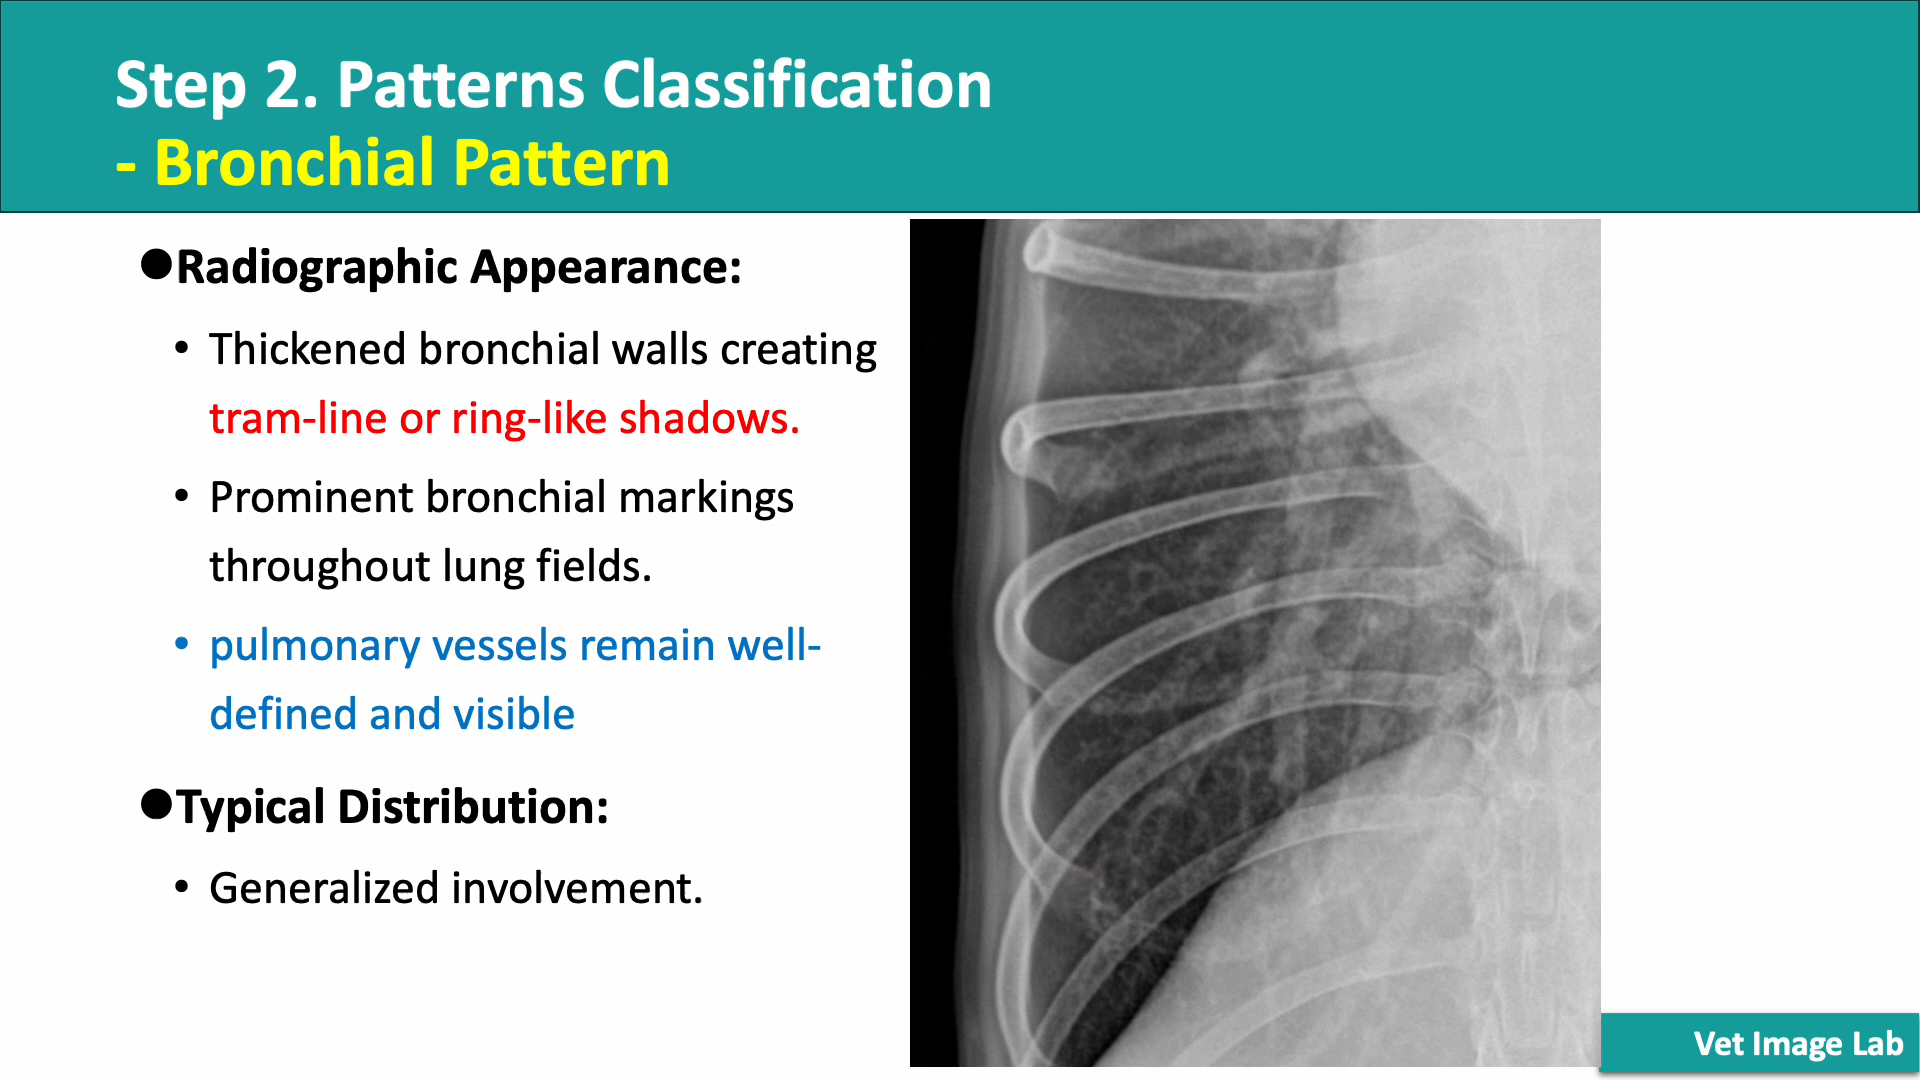 Step 2. Patterns Classification
- Bronchial Pattern
●Radiographic Appearance:
• Thickened bronchial walls creating
tram-line or ring-like shadows.
• Prominent bronchial markings
throughout lung fields.
• pulmonary vessels remain well-
defined and visible
●Typical Distribution:
• Generalized involvement.
Vet Image Lab